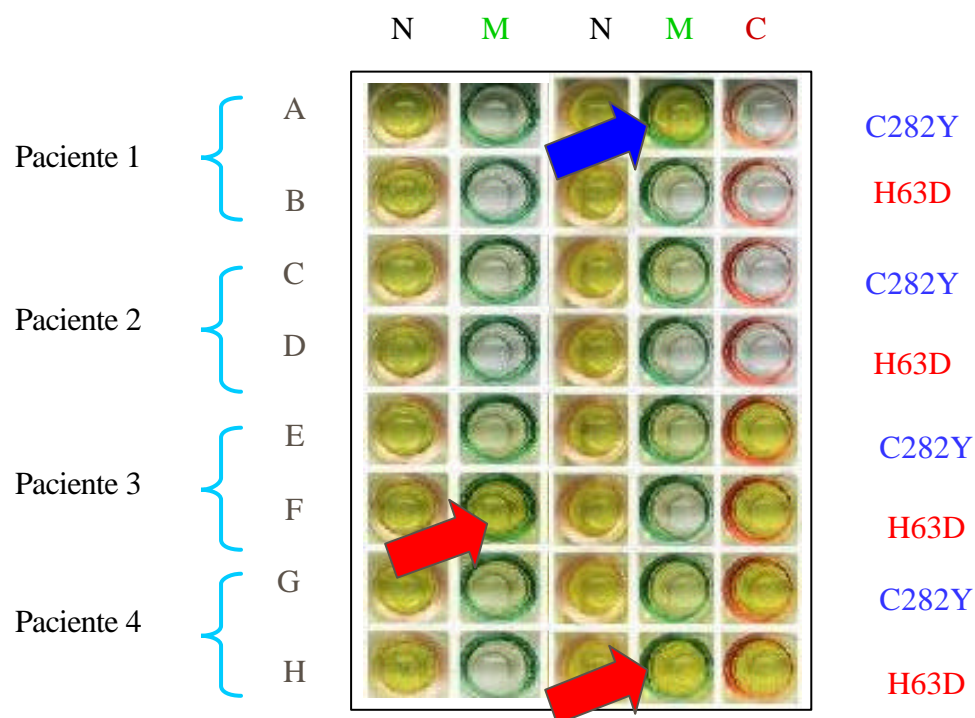 N M N M C
A C282Y
Paciente 1
B H63D
C C282Y
Paciente 2
D H63D
E C282Y
Paciente 3
F H63D
G C282Y
Paciente 4
H H63D